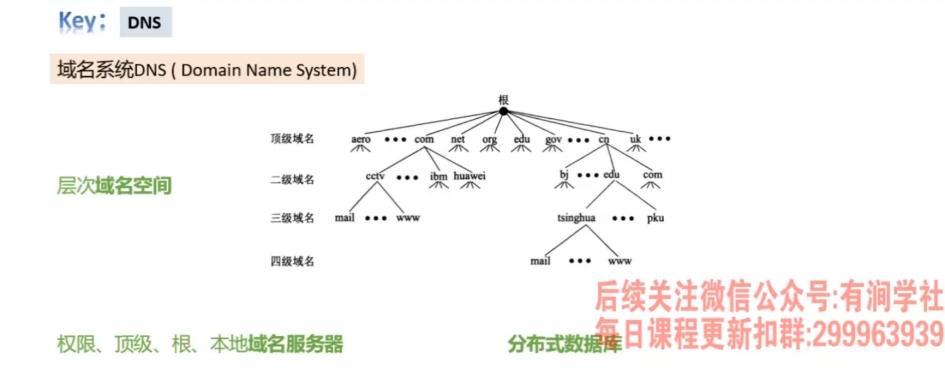 Key: DNS
域名系统DNS ( Domain Name System)
根
顶级域名 aero ••• com net org edu gov ••• cn uk •••
层次域名空间
二级域名 cctv ••• ibm huawei bj ••• edu com
三级域名 mail ••• www tsinghua ••• pku
四级域名 mail ••• www
后续关注微信公众号:有涧学社
每日课程更新扣群:299963939
权限、顶级、根、本地域名服务器 分布式数据库